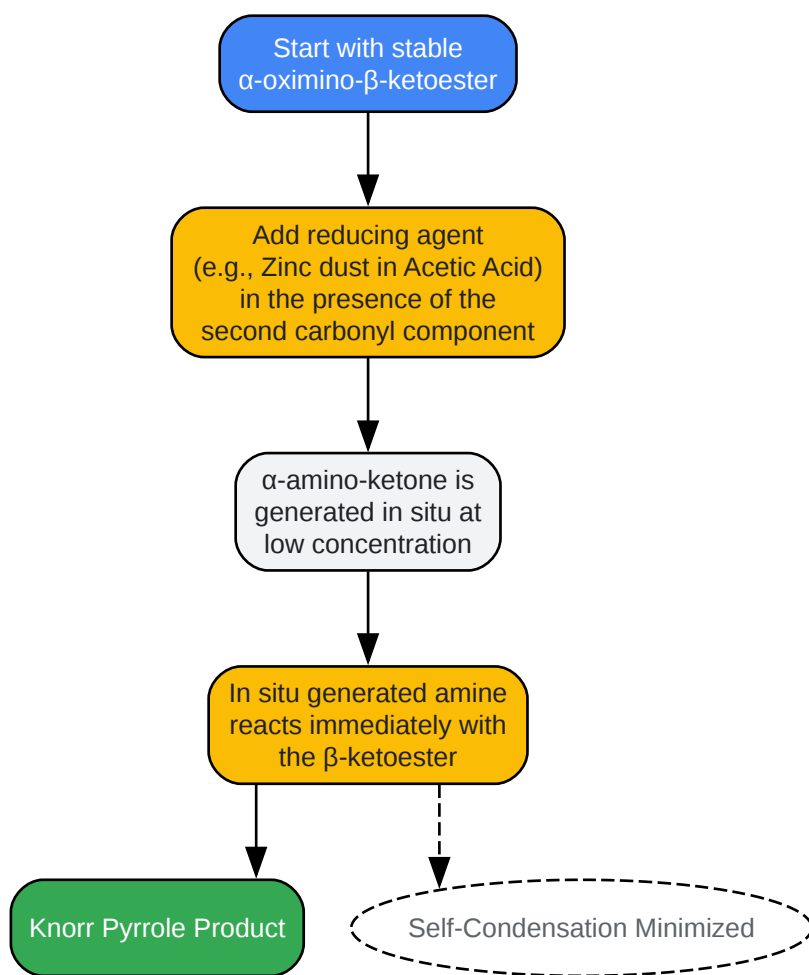 Start with stable
α-oximino-β-ketoester
Add reducing agent
(e.g., Zinc dust in Acetic Acid)
in the presence of the
second carbonyl component
α-amino-ketone is
generated in situ at
low concentration
In situ generated amine
reacts immediately with
the β-ketoester
Knorr Pyrrole Product
Self-Condensation Minimized